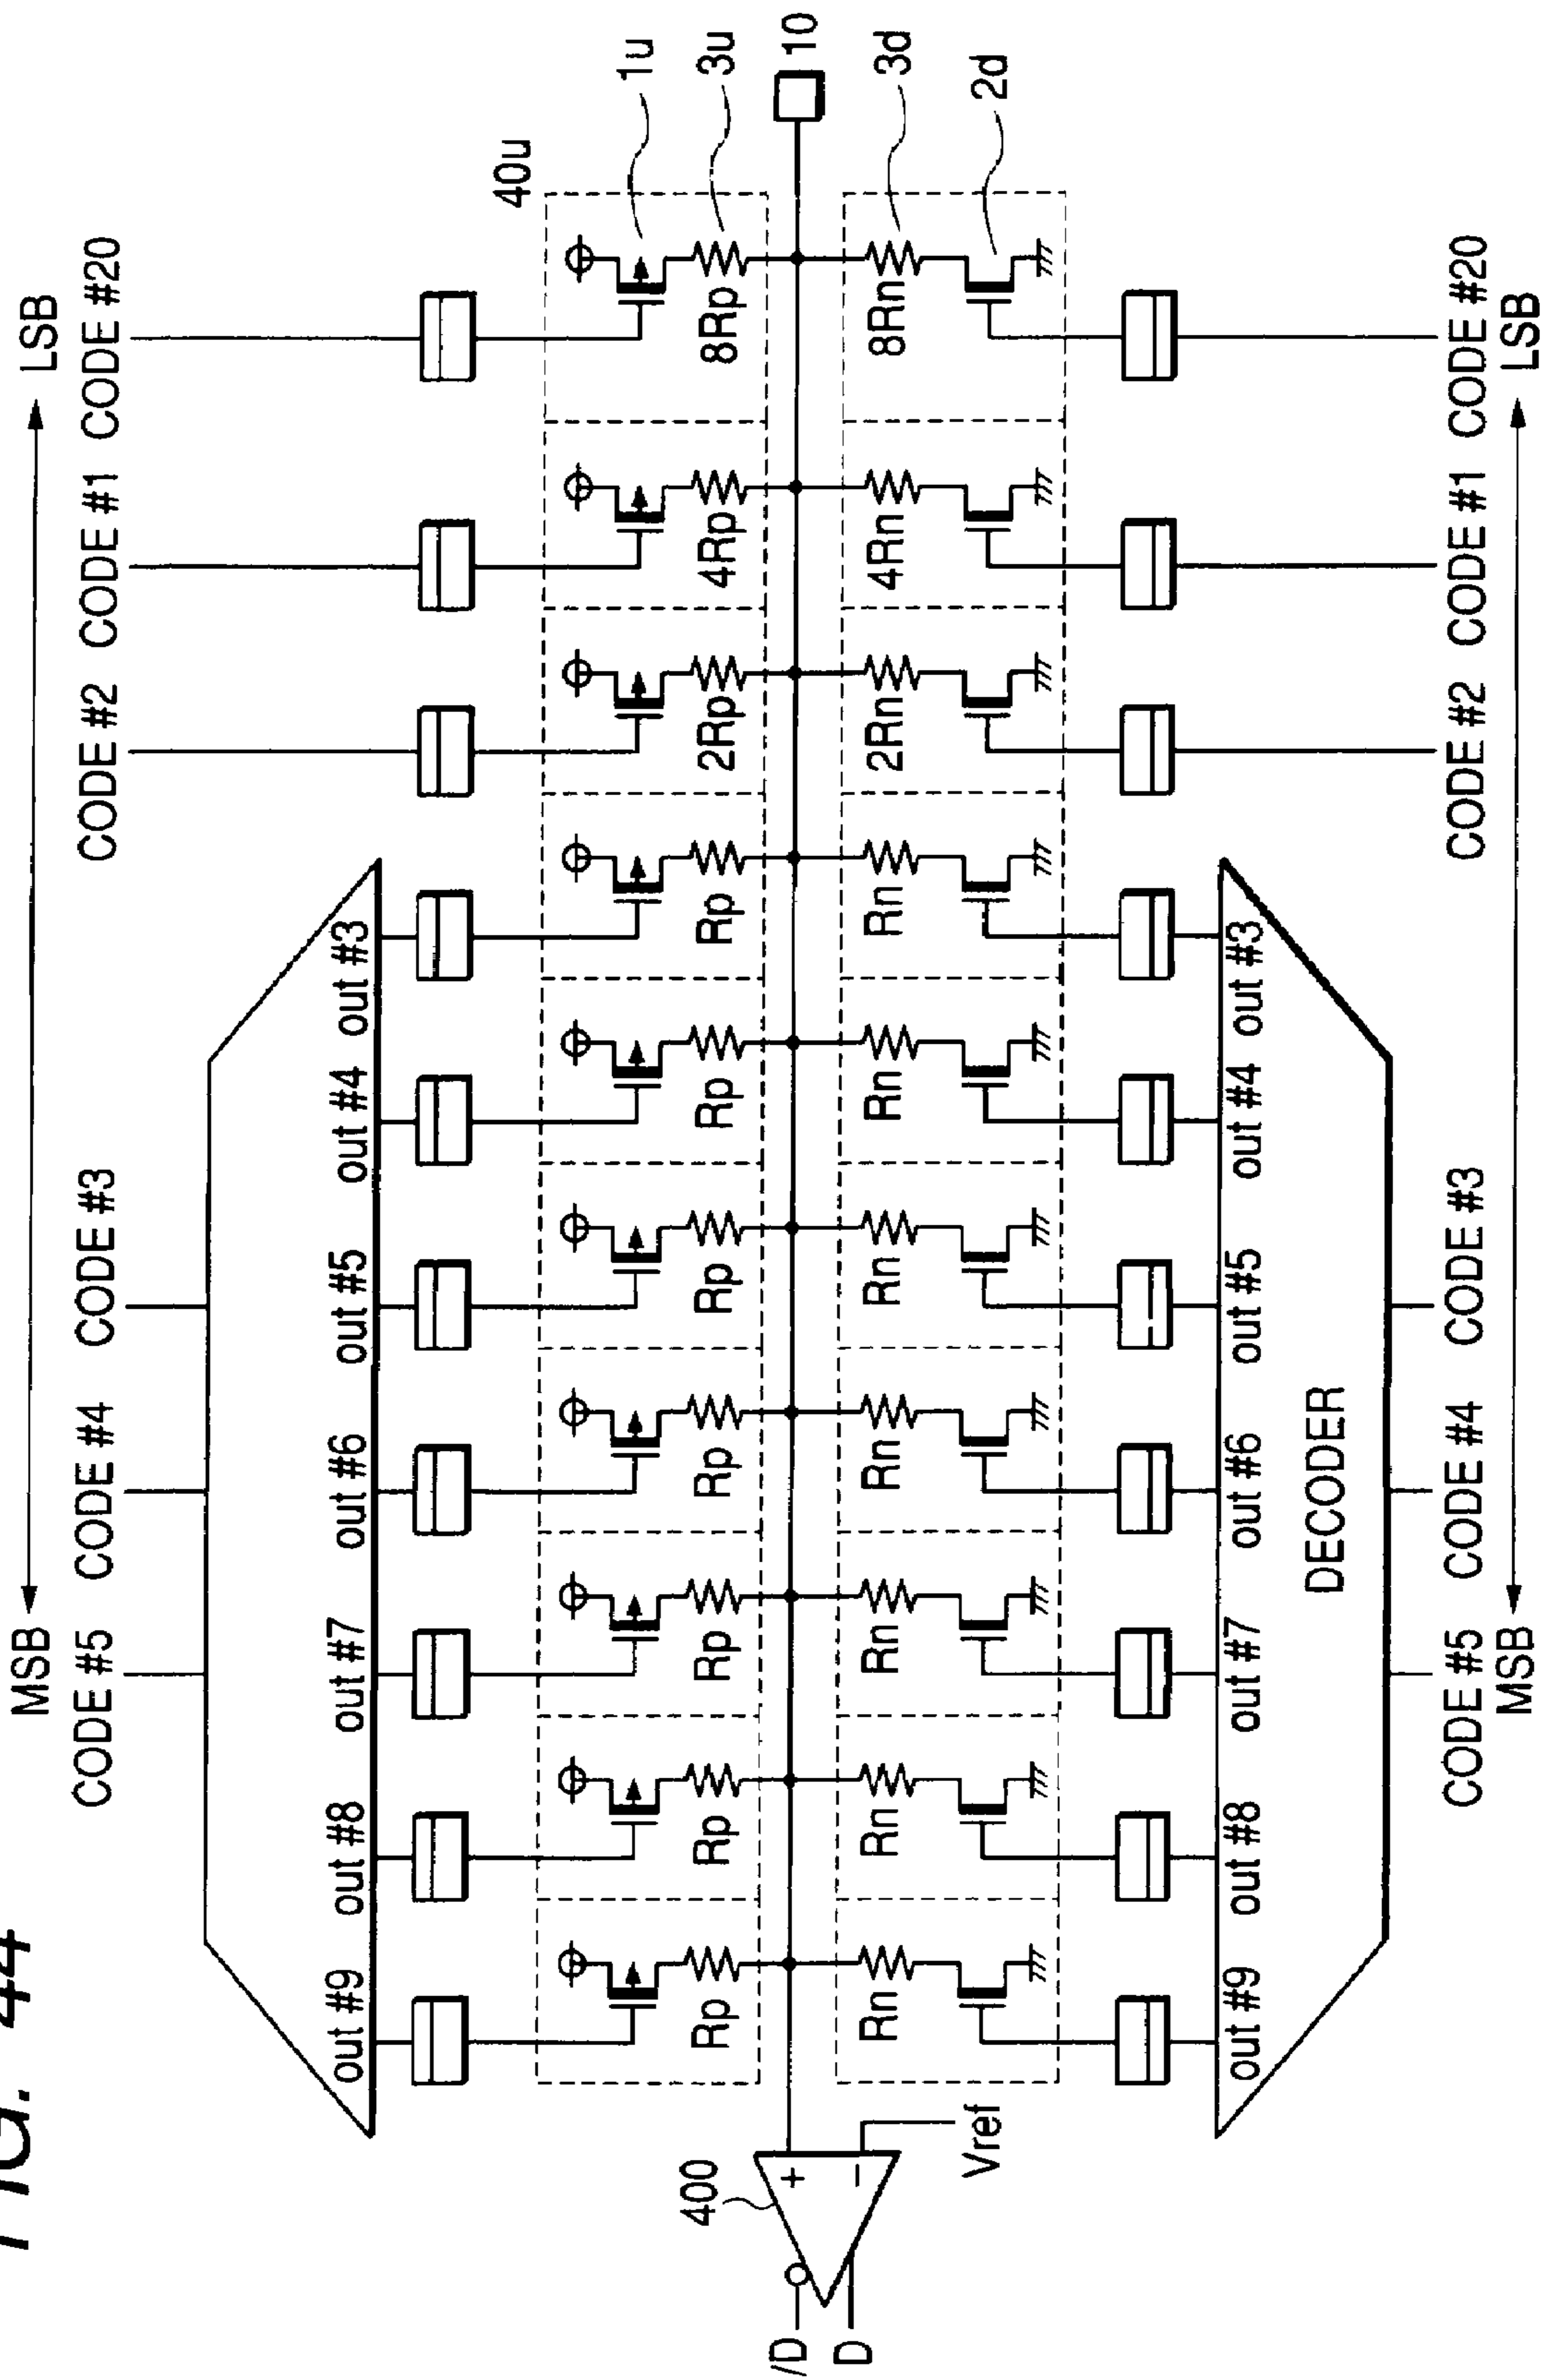 FIG. 44
MSB LSB
CODE #5 CODE #4 CODE #3 CODE #2 CODE #1 CODE #20
out #9 out #8 out #7 out #6 out #5 out #4 out #3
40u
1u
Rp Rp Rp Rp Rp Rp Rp 2Rp 4Rp 8Rp 3u
400
/D
D
+
−
Vref
10
Rn Rn Rn Rn Rn Rn Rn 2Rn 4Rn 8Rn 3d
2d
out #9 out #8 out #7 out #6 out #5 out #4 out #3
DECODER
CODE #5 CODE #4 CODE #3 CODE #2 CODE #1 CODE #20
MSB LSB